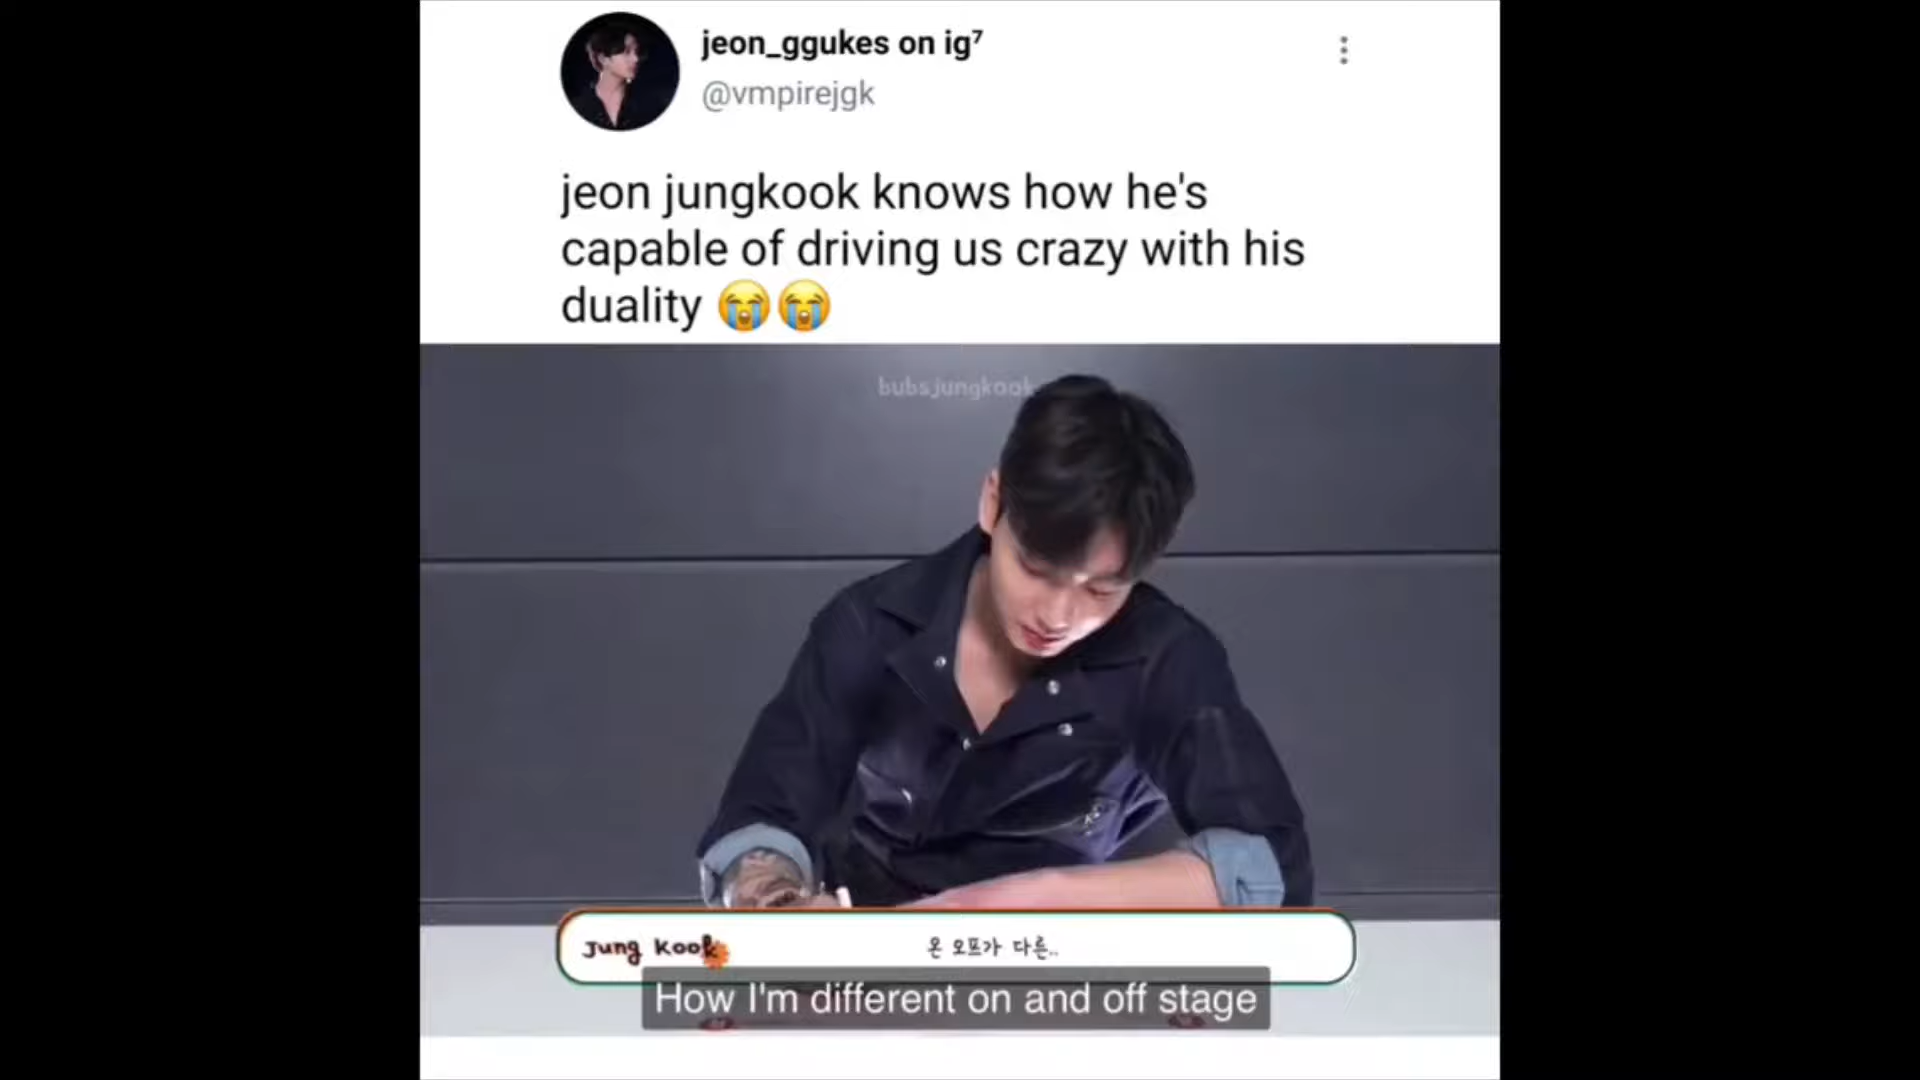 jeon_ggukes on ig⁷
@vmpirejgk
jeon jungkook knows how he's
capable of driving us crazy with his
duality 😭😭
bubsjungkook
Jung Kook
온 오프가 다른..
How I'm different on and off stage